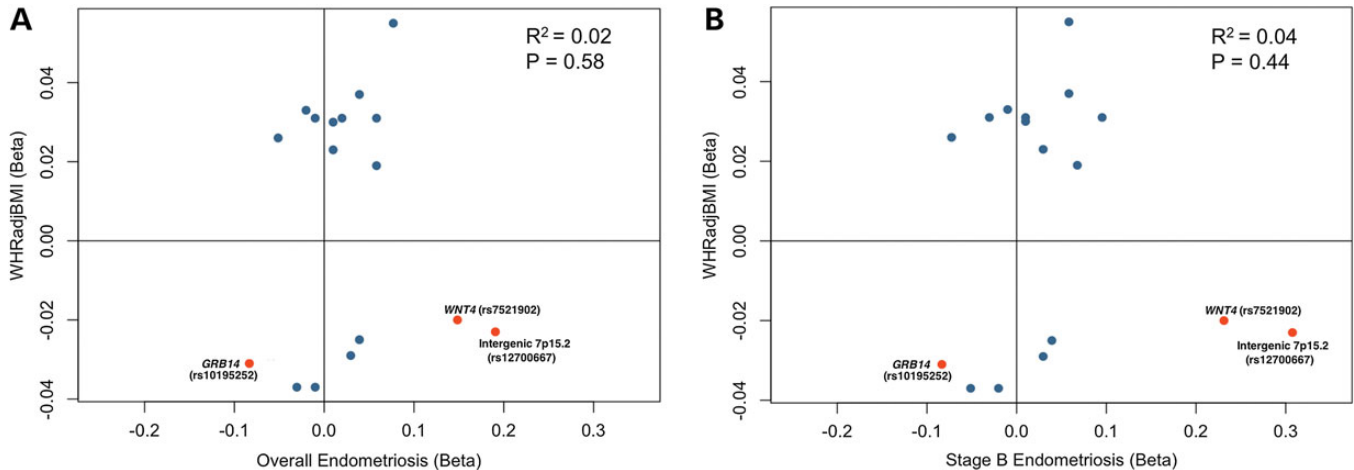 A
R² = 0.02
P = 0.58
WHRadjBMI (Beta)
0.04
0.02
0.00
-0.02
-0.04
WNT4 (rs7521902)
Intergenic 7p15.2
(rs12700667)
GRB14
(rs10195252)
-0.2 -0.1 0.0 0.1 0.2 0.3
Overall Endometriosis (Beta)
B
R² = 0.04
P = 0.44
WHRadjBMI (Beta)
0.04
0.02
0.00
-0.02
-0.04
WNT4 (rs7521902)
Intergenic 7p15.2
(rs12700667)
GRB14
(rs10195252)
-0.2 -0.1 0.0 0.1 0.2 0.3
Stage B Endometriosis (Beta)